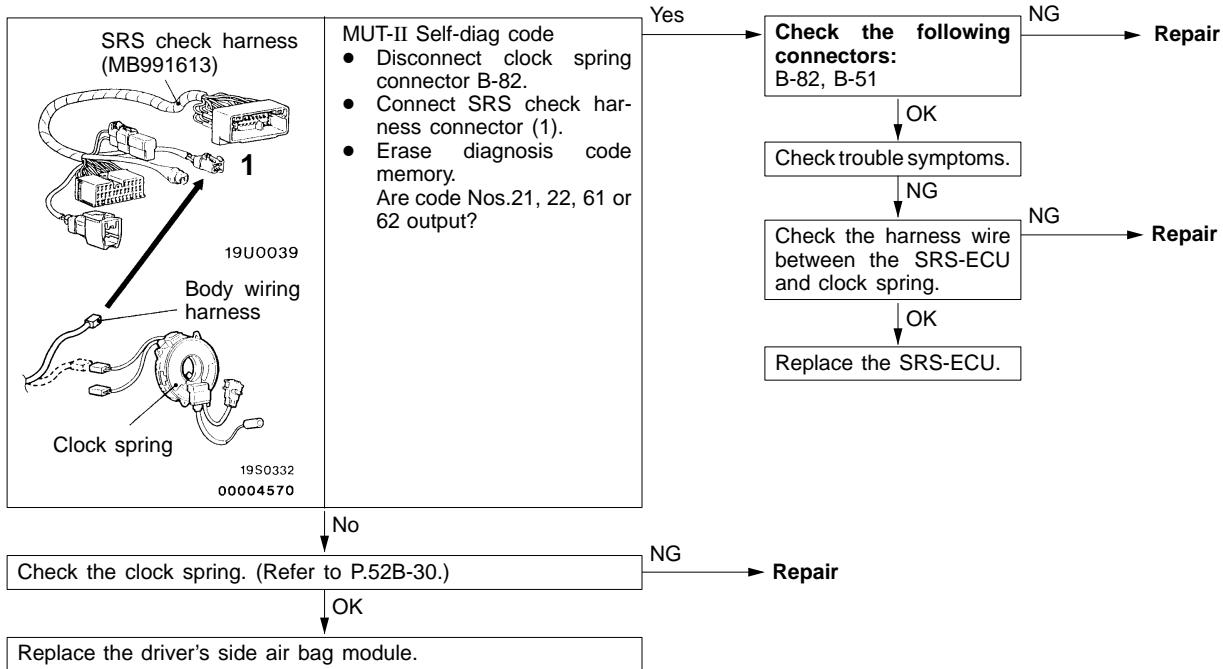 SRS check harness
(MB991613)
1
19U0039
Body wiring
harness
Clock spring
19S0332
00004570
MUT-II Self-diag code
● Disconnect clock spring
connector B-82.
● Connect SRS check har-
ness connector (1).
● Erase diagnosis code
memory.
Are code Nos.21, 22, 61 or
62 output?
Yes
Check the following
connectors:
B-82, B-51
NG
Repair
OK
Check trouble symptoms.
NG
Check the harness wire
between the SRS-ECU
and clock spring.
NG
Repair
OK
Replace the SRS-ECU.
No
Check the clock spring. (Refer to P.52B-30.)
NG
Repair
OK
Replace the driver's side air bag module.